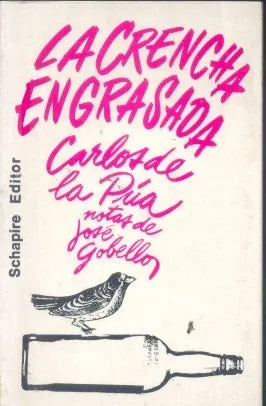 LA CRENCHA
ENGRASADA
Carlos de
la Púa
notas de
José
Gobello
Schapire Editor